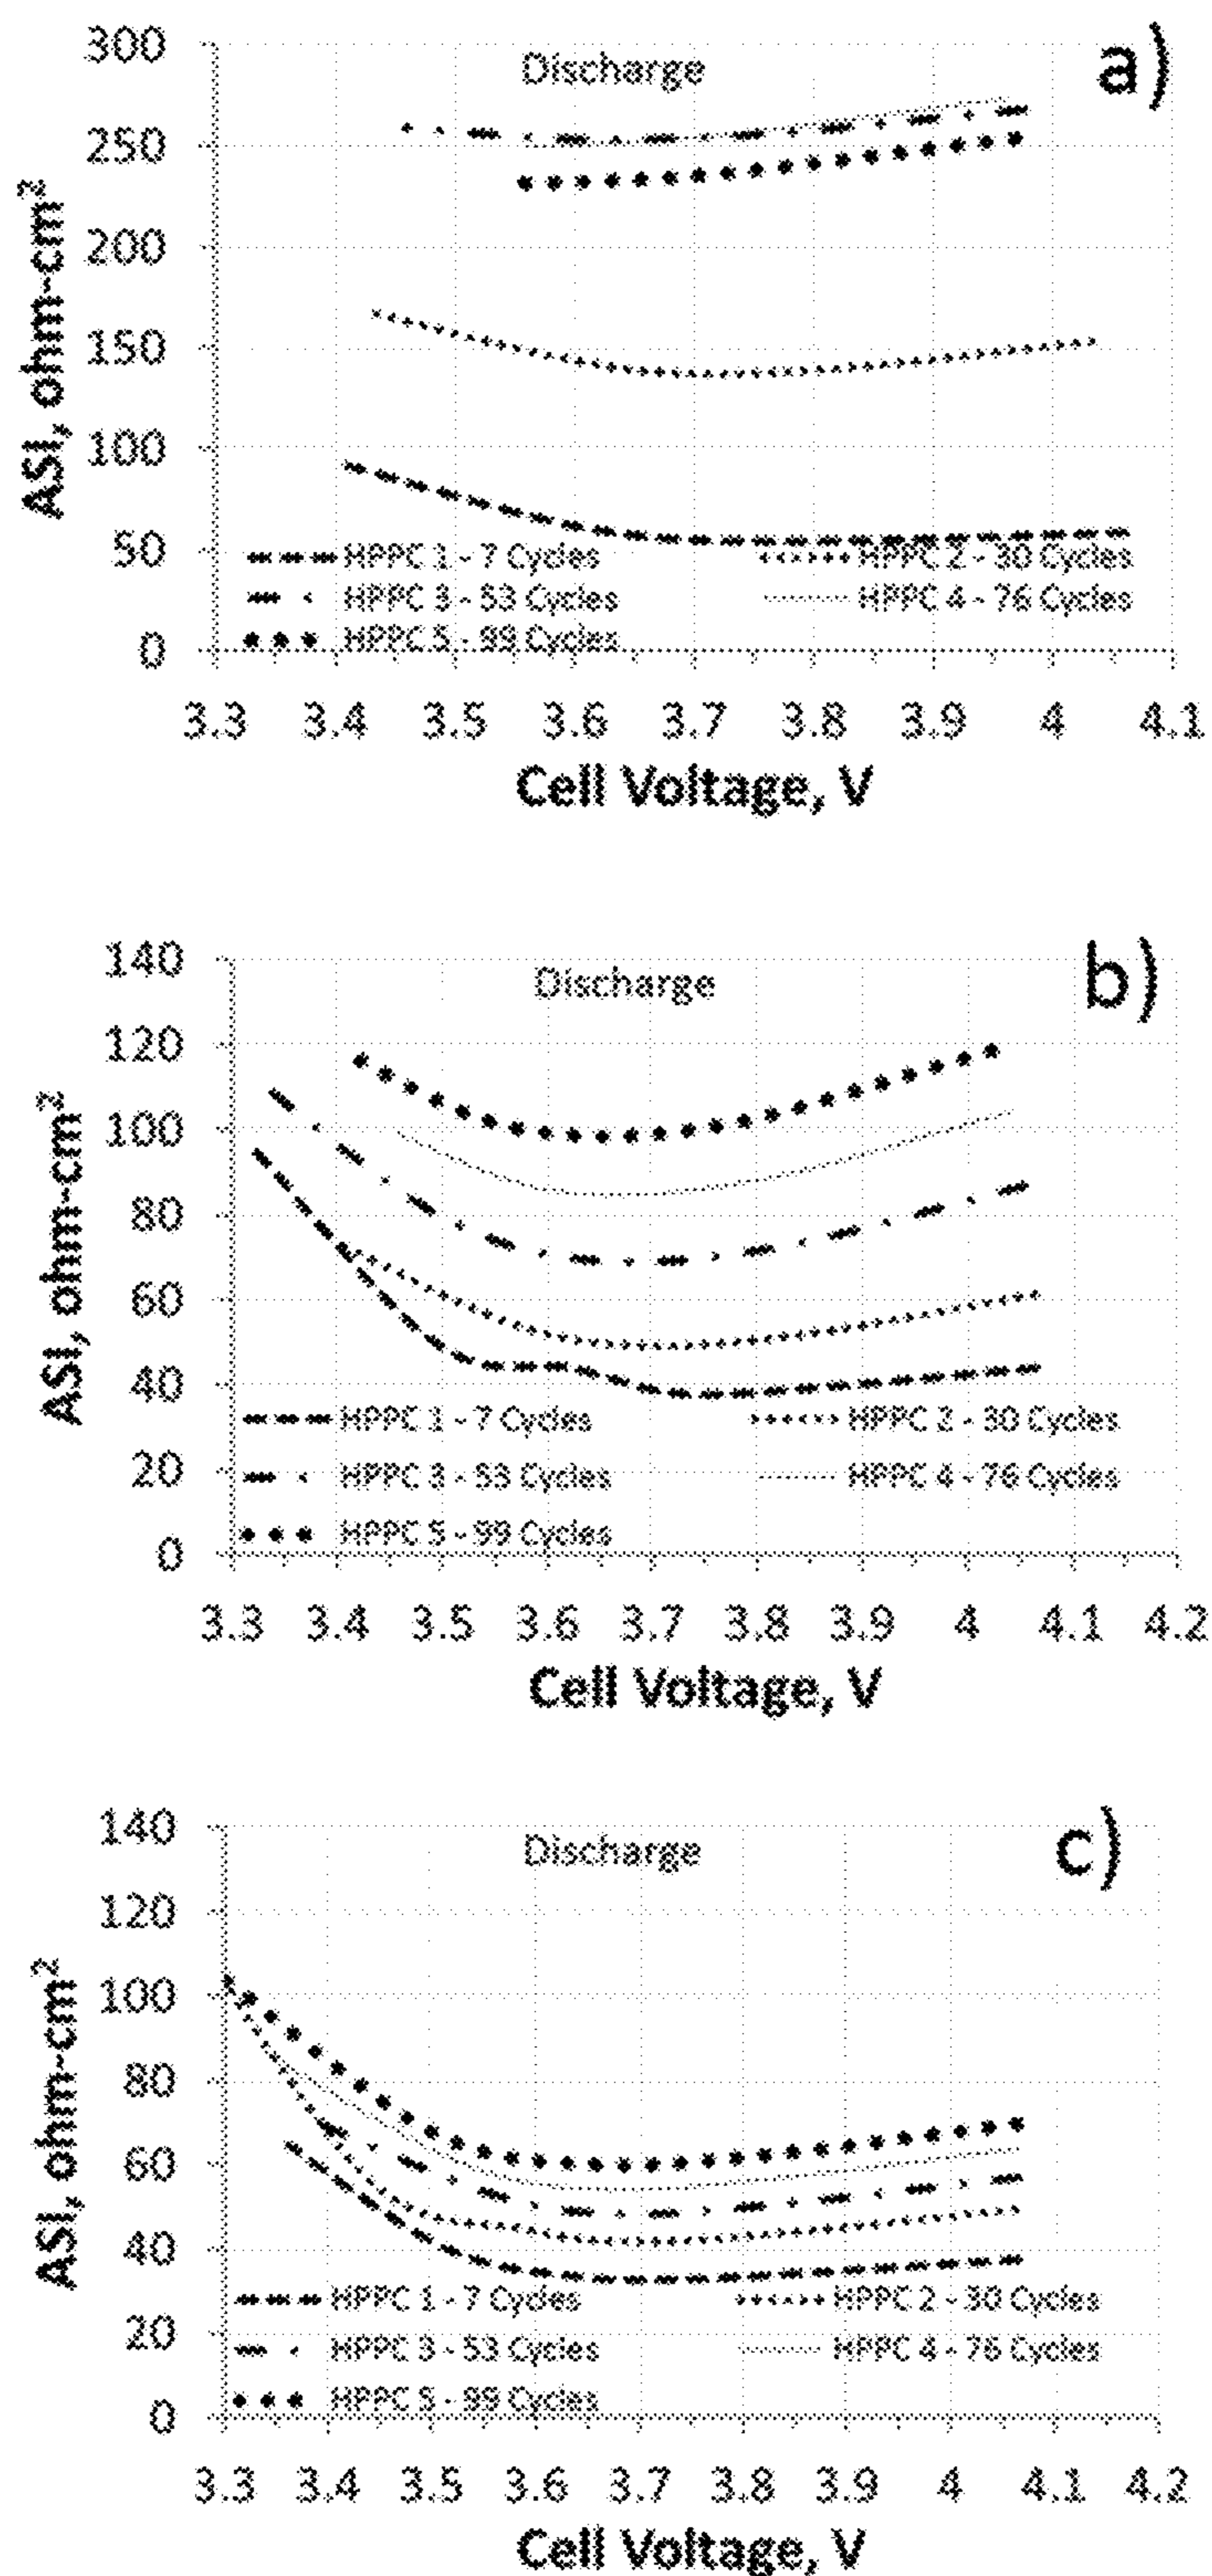 a)
Discharge
300
250
200
150
100
50
0
ASI, ohm-cm²
HPPC 1 - 7 Cycles
HPPC 2 - 30 Cycles
HPPC 3 - 53 Cycles
HPPC 4 - 76 Cycles
HPPC 5 - 99 Cycles
3.3 3.4 3.5 3.6 3.7 3.8 3.9 4 4.1
Cell Voltage, V
b)
Discharge
140
120
100
80
60
40
20
0
ASI, ohm-cm²
HPPC 1 - 7 Cycles
HPPC 2 - 30 Cycles
HPPC 3 - 53 Cycles
HPPC 4 - 76 Cycles
HPPC 5 - 99 Cycles
3.3 3.4 3.5 3.6 3.7 3.8 3.9 4 4.1 4.2
Cell Voltage, V
c)
Discharge
140
120
100
80
60
40
20
0
ASI, ohm-cm²
HPPC 1 - 7 Cycles
HPPC 2 - 30 Cycles
HPPC 3 - 53 Cycles
HPPC 4 - 76 Cycles
HPPC 5 - 99 Cycles
3.3 3.4 3.5 3.6 3.7 3.8 3.9 4 4.1 4.2
Cell Voltage, V